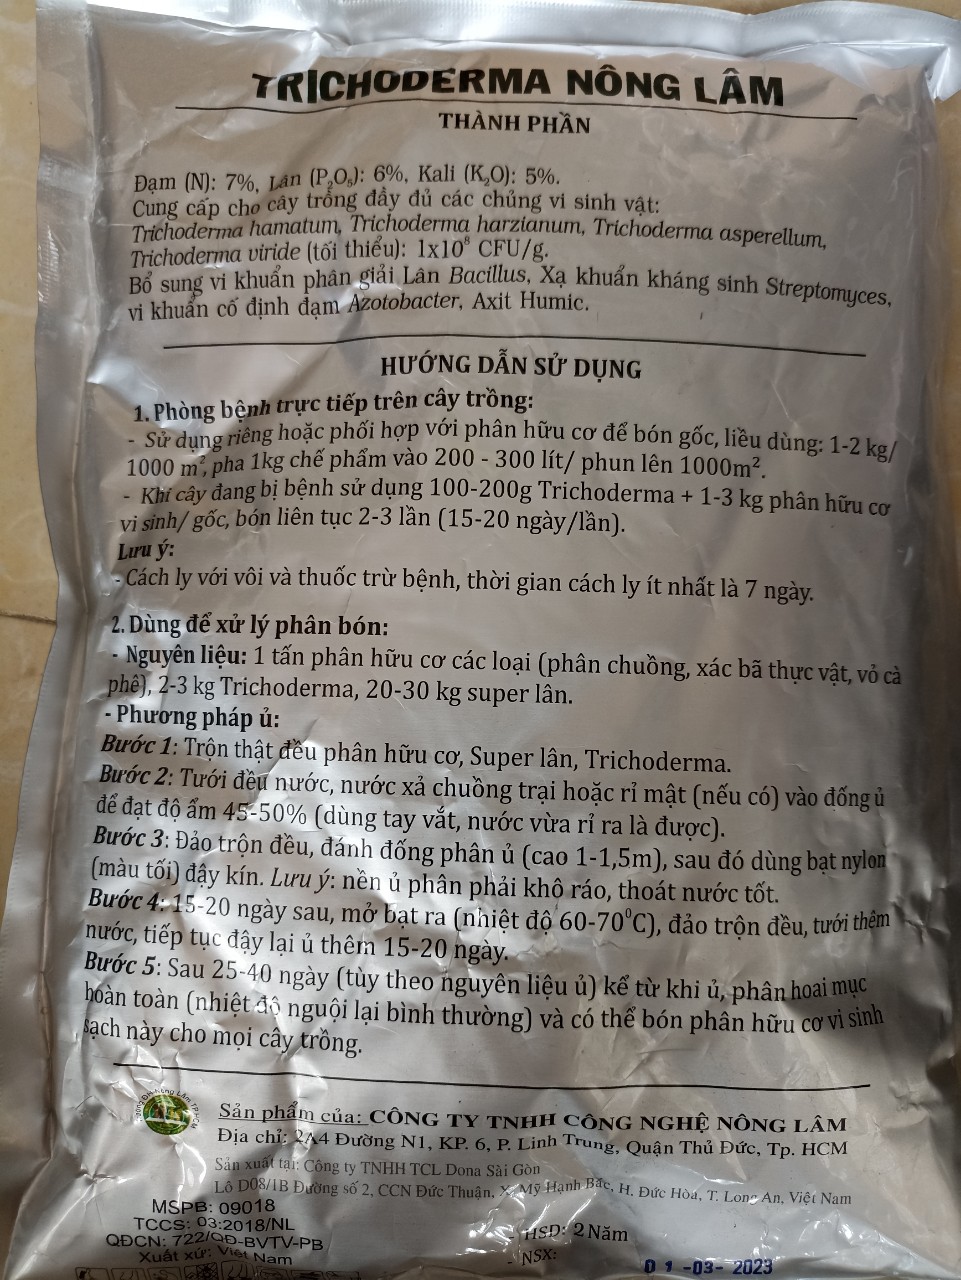 TRICHODERMA NÔNG LÂM
THÀNH PHẦN
Đạm (N): 7%, Lân (P₂O₅): 6%, Kali (K₂O): 5%.
Cung cấp cho cây trồng đầy đủ các chủng vi sinh vật:
Trichoderma hamatum, Trichoderma harzianum, Trichoderma asperellum,
Trichoderma viride (tối thiểu): 1x10⁸ CFU/g.
Bổ sung vi khuẩn phân giải Lân Bacillus, Xạ khuẩn kháng sinh Streptomyces,
vi khuẩn cố định đạm Azotobacter, Axit Humic.
HƯỚNG DẪN SỬ DỤNG
1. Phòng bệnh trực tiếp trên cây trồng:
- Sử dụng riêng hoặc phối hợp với phân hữu cơ để bón gốc, liều dùng: 1-2 kg/
1000 m², pha 1kg chế phẩm vào 200 - 300 lít/ phun lên 1000m².
- Khi cây đang bị bệnh sử dụng 100-200g Trichoderma + 1-3 kg phân hữu cơ
vi sinh/ gốc, bón liên tục 2-3 lần (15-20 ngày/lần).
Lưu ý:
- Cách ly với vôi và thuốc trừ bệnh, thời gian cách ly ít nhất là 7 ngày.
2. Dùng để xử lý phân bón:
- Nguyên liệu: 1 tấn phân hữu cơ các loại (phân chuồng, xác bã thực vật, vỏ cà
phê), 2-3 kg Trichoderma, 20-30 kg super lân.
- Phương pháp ủ:
Bước 1: Trộn thật đều phân hữu cơ, Super lân, Trichoderma.
Bước 2: Tưới đều nước, nước xả chuồng trại hoặc rỉ mật (nếu có) vào đống ủ
để đạt độ ẩm 45-50% (dùng tay vắt, nước vừa rỉ ra là được).
Bước 3: Đảo trộn đều, đánh đống phân ủ (cao 1-1,5m), sau đó dùng bạt nylon
(màu tối) đậy kín. Lưu ý: nền ủ phân phải khô ráo, thoát nước tốt.
Bước 4: 15-20 ngày sau, mở bạt ra (nhiệt độ 60-70⁰C), đảo trộn đều, tưới thêm
nước, tiếp tục đậy lại ủ thêm 15-20 ngày.
Bước 5: Sau 25-40 ngày (tùy theo nguyên liệu ủ) kể từ khi ủ, phân hoai mục
hoàn toàn (nhiệt độ nguội lại bình thường) và có thể bón phân hữu cơ vi sinh
sạch này cho mọi cây trồng.
Sản phẩm của: CÔNG TY TNHH CÔNG NGHỆ NÔNG LÂM
Địa chỉ: 2A4 Đường N1, KP. 6, P. Linh Trung, Quận Thủ Đức, Tp. HCM
Sản xuất tại: Công ty TNHH TCL Dona Sài Gòn
Lô D08/1B Đường số 2, CCN Đức Thuận, X. Mỹ Hạnh Bắc, H. Đức Hòa, T. Long An, Việt Nam
MSPB: 09018
TCCS: 03:2018/NL
QĐCN: 722/QĐ-BVTV-PB
Xuất xứ: Việt Nam
- HSD: 2 Năm
- NSX:
01-03-2023